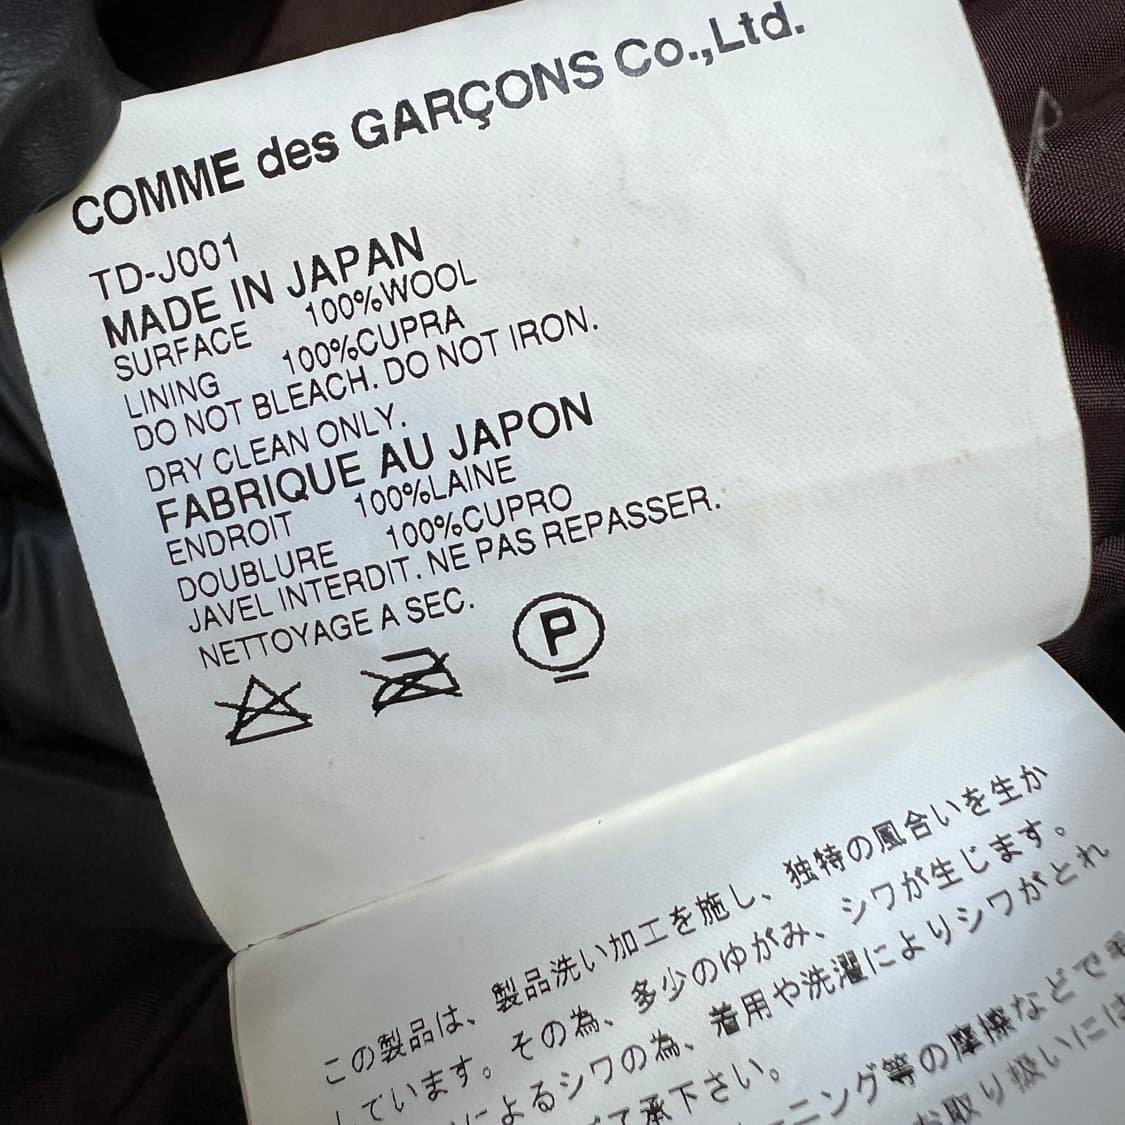 COMME des GARÇONS Co.,Ltd.
TD-J001
MADE IN JAPAN
SURFACE 100%WOOL
LINING 100%CUPRA
DO NOT BLEACH. DO NOT IRON.
DRY CLEAN ONLY.
FABRIQUE AU JAPON
ENDROIT 100%LAINE
DOUBLURE 100%CUPRO
JAVEL INTERDIT. NE PAS REPASSER.
NETTOYAGE A SEC.
P
この製品は、製品洗い加工を施し、独特の風合いを生か
しています。その為、多少のゆがみ、シワが生じます。
によるシワの為、着用や洗濯によりシワがとれ
て承下さい。
ニング等の摩擦などで
お取り扱いには